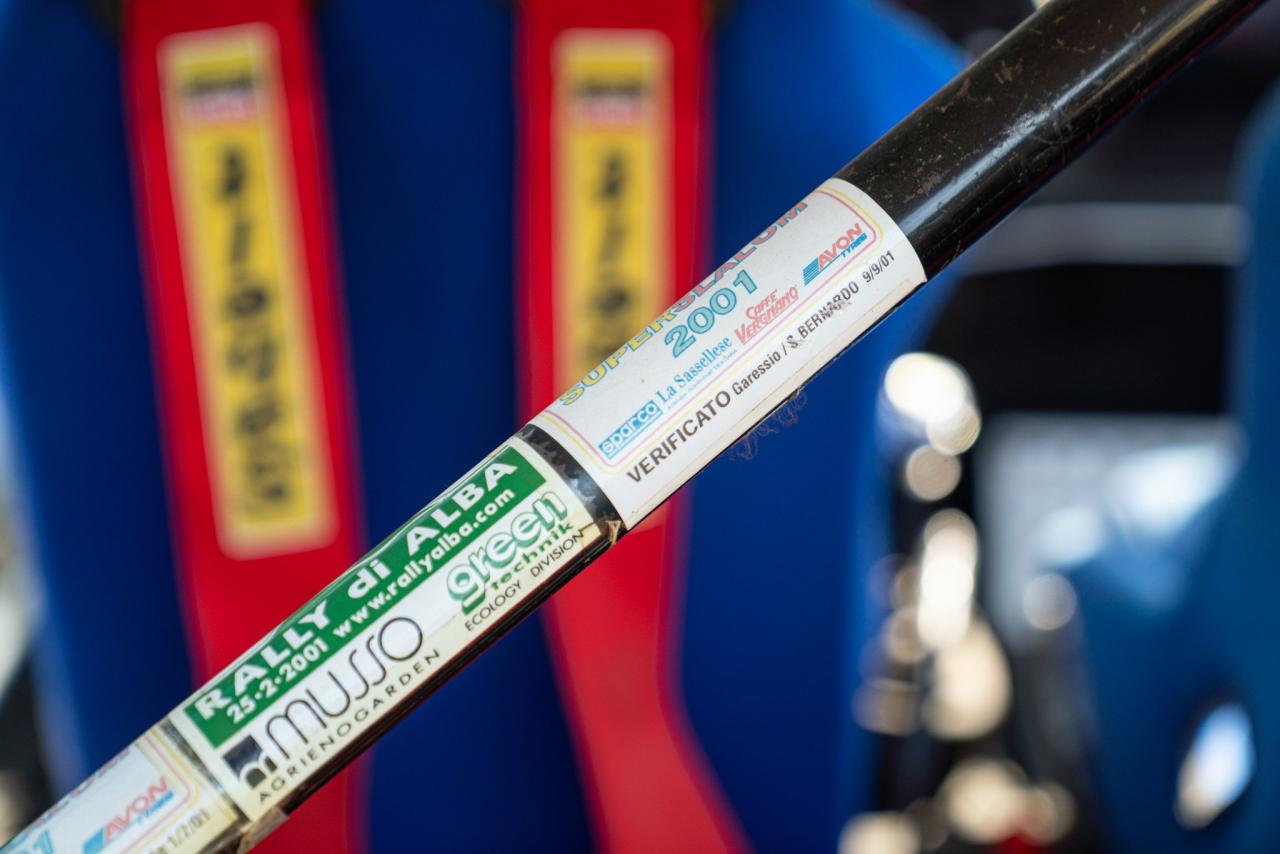 SUPERSLALOM
2001
sparco La Sassellese CAFFÈ VERGNANO AVON TYRES
VERIFICATO Garessio / S. BERNARDO 9/9/01
RALLY di ALBA
25·2·2001 www.rallyalba.com
musso
AGRIENOGARDEN
green
technik
ECOLOGY DIVISION
AVON
TYRES